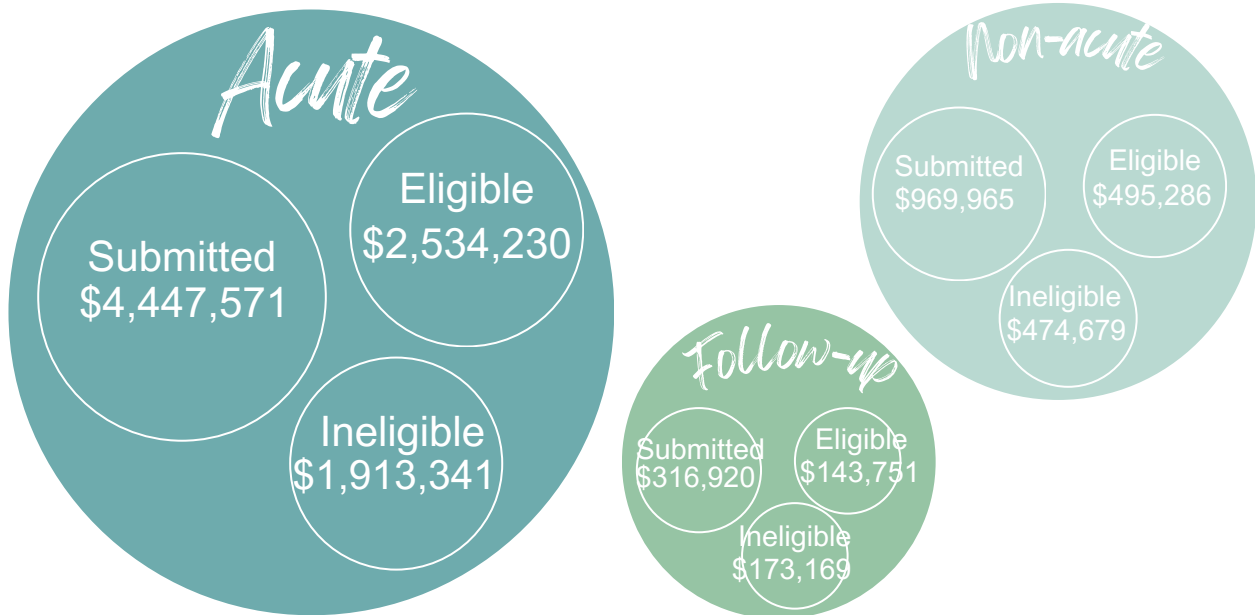 Acute
Submitted
$4,447,571
Eligible
$2,534,230
Ineligible
$1,913,341
Follow-up
Submitted
$316,920
Eligible
$143,751
Ineligible
$173,169
Non-acute
Submitted
$969,965
Eligible
$495,286
Ineligible
$474,679